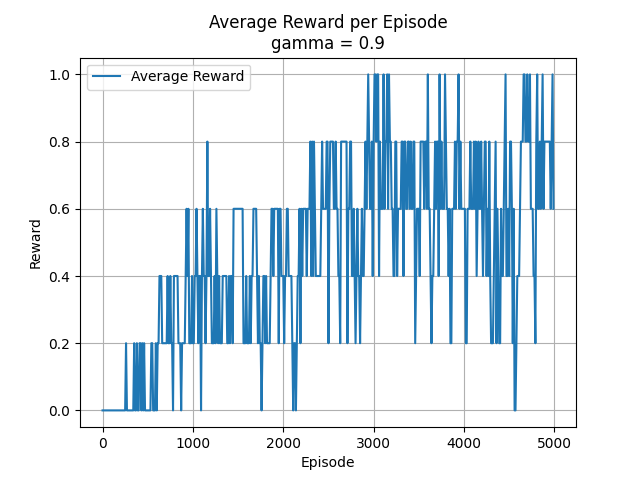 Average Reward per Episode
gamma = 0.9
Average Reward
1.0
0.8
0.6
0.4
0.2
0.0
Reward
0 1000 2000 3000 4000 5000
Episode